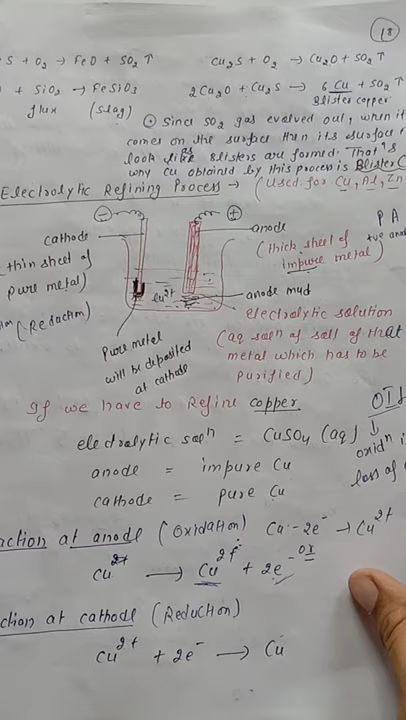 18
S + O₂ → FeO + SO₂ ↑
Cu₂S + O₂ → Cu₂O + SO₂ ↑
+ SiO₂ → FeSiO₃
2Cu₂O + Cu₂S → 6 Cu + SO₂ ↑
flux (slag)
Blister copper
Since SO₂ gas evolved out, when it
comes on the surface then its surface
look like as blisters are formed. That's
why Cu obtained by this process is Blister
Electrolytic Refining Process → (Used for Cu, Al, Zn
⊖
⊕
cathode
thin sheet of
pure metal)
(Reduction)
anode
(thick sheet of
impure metal)
P A
+ve anode
Cu²⁺
anode mud
electrolytic solution
(aq solⁿ of salt of that
metal which has to be
purified)
Pure metal
will be deposited
at cathode
If we have to Refine copper
electrolytic solⁿ = CuSO₄ (aq)
anode = impure Cu
cathode = pure Cu
oxidⁿ
loss of
action at anode (Oxidation) Cu - 2e⁻ → Cu²⁺
or
Cu²⁺ → Cu²⁺ + 2e⁻
ction at cathode (Reduction)
Cu²⁺ + 2e⁻ → Cu